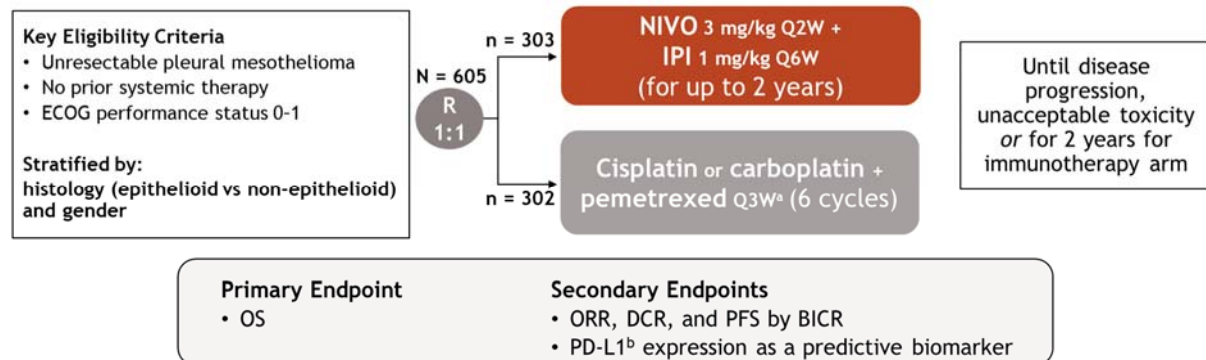 Key Eligibility Criteria
• Unresectable pleural mesothelioma
• No prior systemic therapy
• ECOG performance status 0-1
Stratified by:
histology (epithelioid vs non-epithelioid)
and gender
N = 605
R
1:1
n = 303
n = 302
NIVO 3 mg/kg Q2W +
IPI 1 mg/kg Q6W
(for up to 2 years)
Cisplatin or carboplatin +
pemetrexed Q3Wᵃ (6 cycles)
Until disease
progression,
unacceptable toxicity
or for 2 years for
immunotherapy arm
Primary Endpoint
• OS
Secondary Endpoints
• ORR, DCR, and PFS by BICR
• PD-L1ᵇ expression as a predictive biomarker